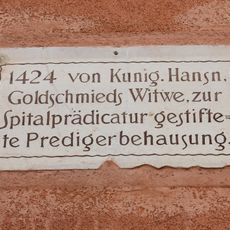 1424 von Kunig. Hansn,
Goldschmieds Witwe, zur
Spitalprädicatur gestifte-
te Predigerbehausung.